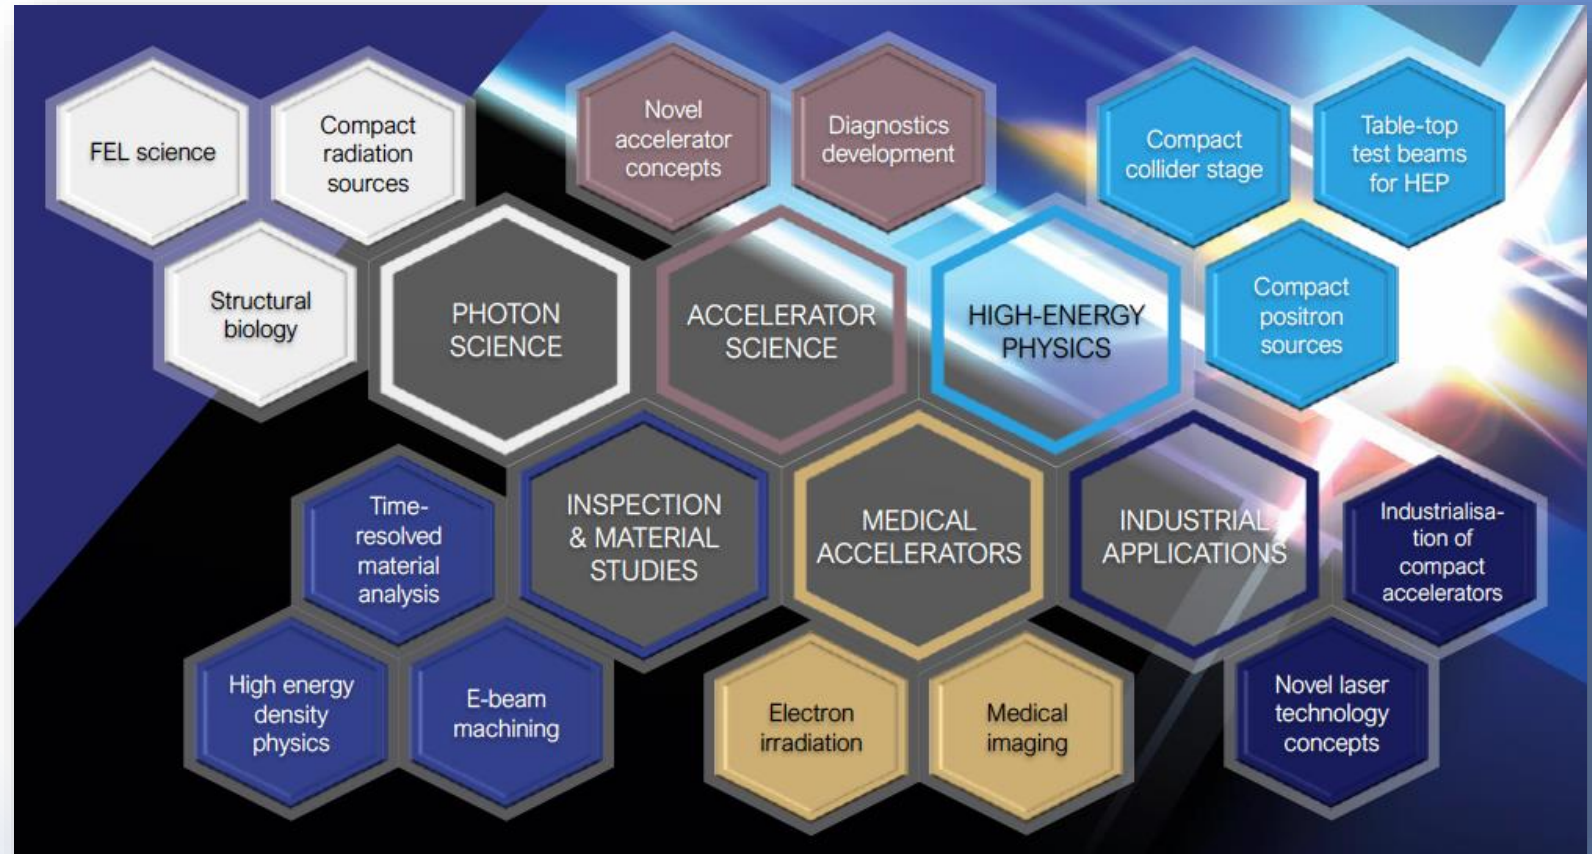 FEL science
Compact
radiation
sources
Structural
biology
PHOTON
SCIENCE
Novel
accelerator
concepts
Diagnostics
development
ACCELERATOR
SCIENCE
HIGH-ENERGY
PHYSICS
Compact
collider stage
Table-top
test beams
for HEP
Compact
positron
sources
Time-
resolved
material
analysis
High energy
density
physics
E-beam
machining
INSPECTION
& MATERIAL
STUDIES
MEDICAL
ACCELERATORS
Electron
irradiation
Medical
imaging
INDUSTRIAL
APPLICATIONS
Industrialisa-
tion of
compact
accelerators
Novel laser
technology
concepts